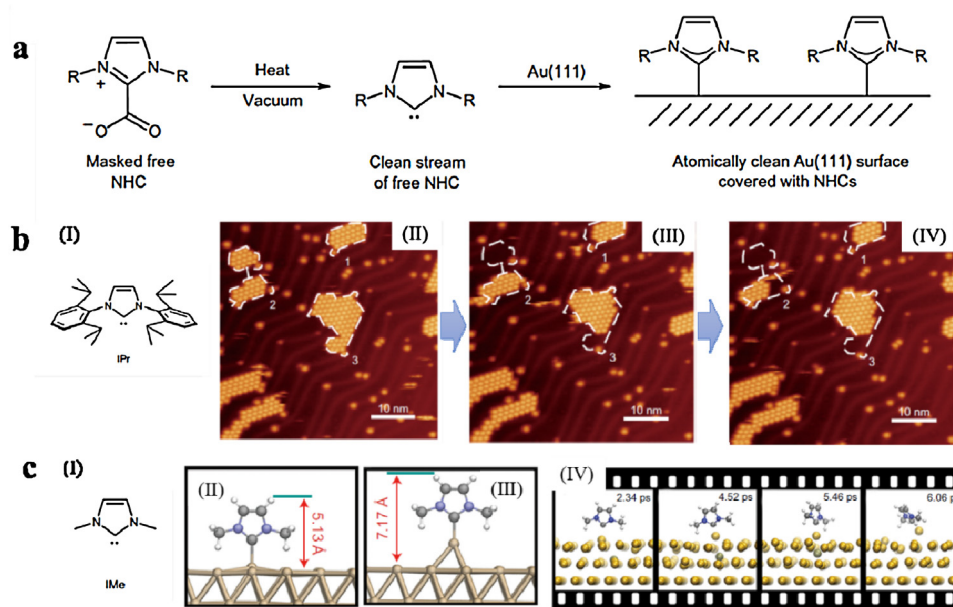 a
R
N
+
N
R
−O
O
Masked free
NHC
Heat
Vacuum
R
N
N
R
Clean stream
of free NHC
Au(111)
R
N
N
R
R
N
N
R
Atomically clean Au(111) surface
covered with NHCs
b
(I)
N
N
IPr
(II)
1
2
3
10 nm
(III)
1
2
3
10 nm
(IV)
1
2
3
10 nm
c
(I)
N
N
IMe
(II)
5.13 Å
(III)
7.17 Å
(IV)
2.34 ps
4.52 ps
5.46 ps
6.06 p